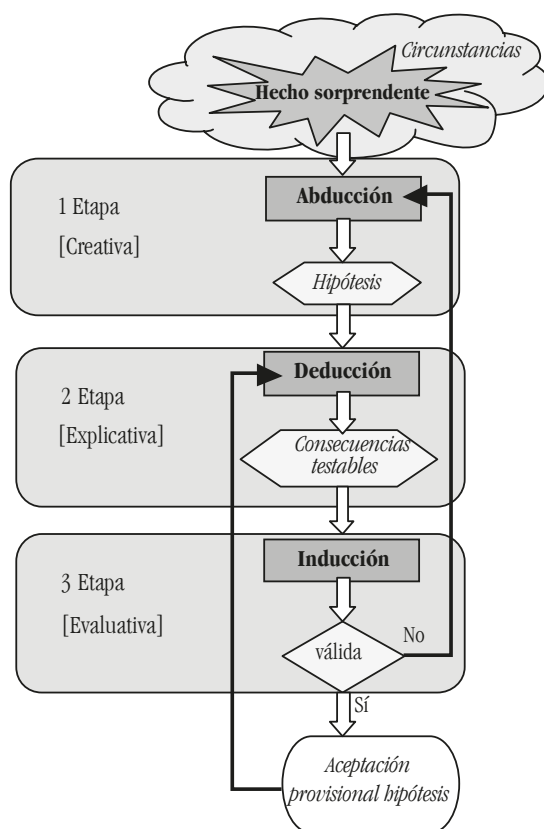 Circunstancias
Hecho sorprendente
1 Etapa
[Creativa]
Abducción
Hipótesis
2 Etapa
[Explicativa]
Deducción
Consecuencias
testables
3 Etapa
[Evaluativa]
Inducción
válida
No
Sí
Aceptación
provisional hipótesis